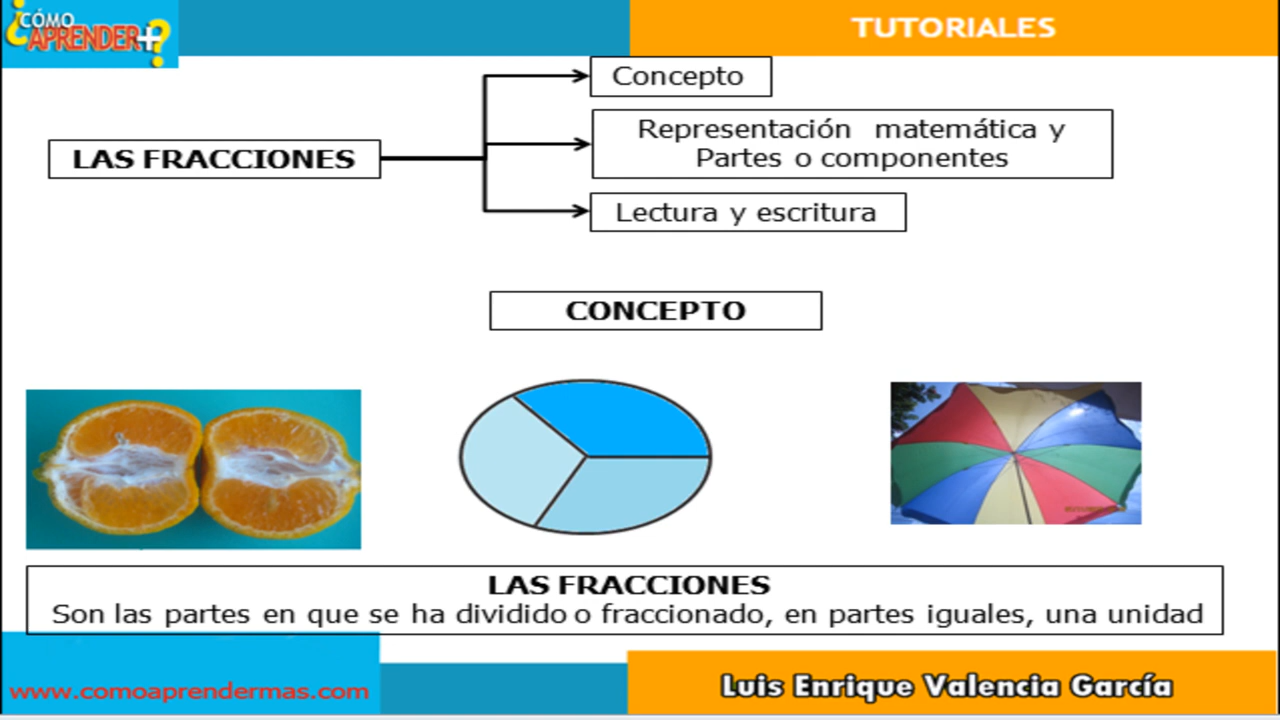 ¿CÓMO
APRENDER+?
TUTORIALES
Concepto
Representación matemática y
Partes o componentes
LAS FRACCIONES
Lectura y escritura
CONCEPTO
LAS FRACCIONES
Son las partes en que se ha dividido o fraccionado, en partes iguales, una unidad
www.comoaprendermas.com
Luis Enrique Valencia García